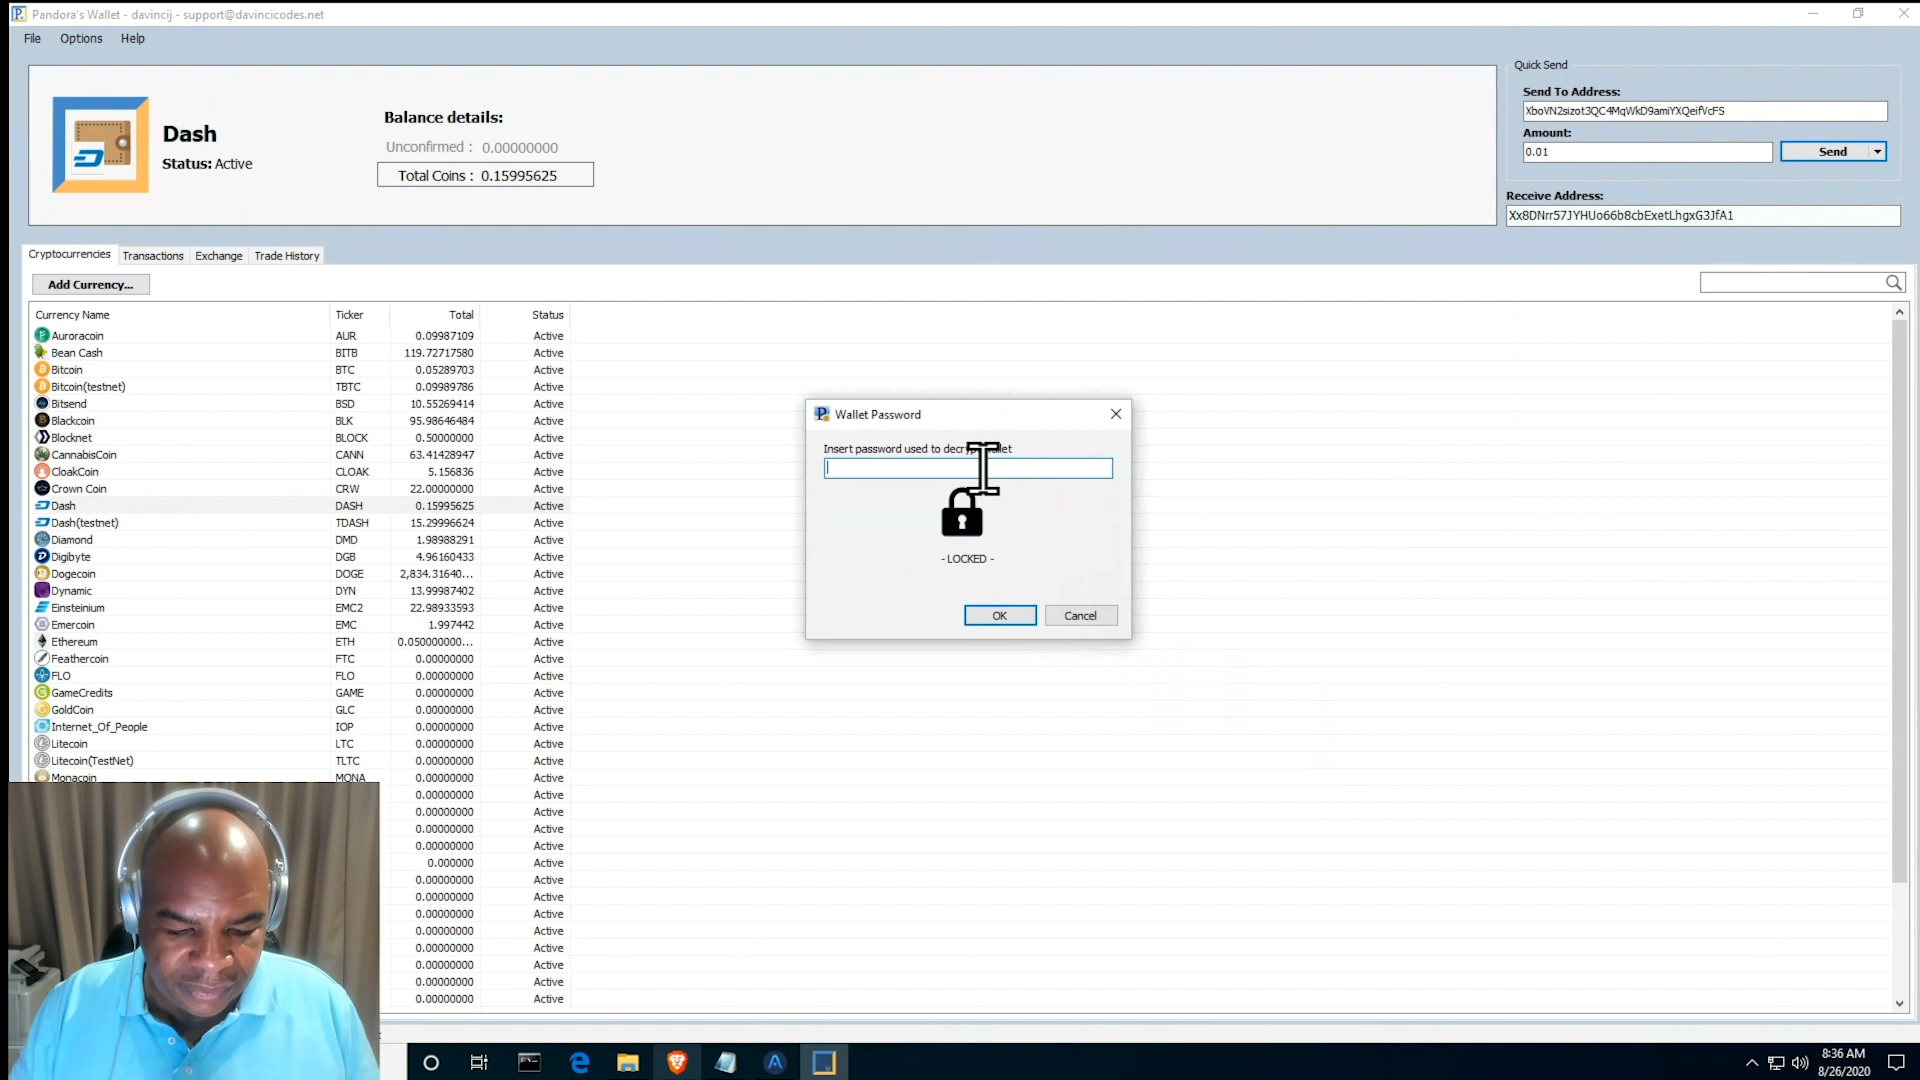 Pandora's Wallet - davincij - support@davincicodes.net
File Options Help
Dash
Status: Active
Balance details:
Unconfirmed : 0.00000000
Total Coins : 0.15995625
Quick Send
Send To Address:
XboVN2sizot3QC4MqWkD9amiYXQeifVcFS
Amount:
0.01
Send
Receive Address:
Xx8DNrr57JYHUo66b8cbExetLhgxG3JfA1
Cryptocurrencies Transactions Exchange Trade History
Add Currency...
Currency Name Ticker Total Status
Auroracoin AUR 0.09987109 Active
Bean Cash BITB 119.72717580 Active
Bitcoin BTC 0.05289703 Active
Bitcoin(testnet) TBTC 0.09989786 Active
Bitsend BSD 10.55269414 Active
Blackcoin BLK 95.98646484 Active
Blocknet BLOCK 0.50000000 Active
CannabisCoin CANN 63.41428947 Active
CloakCoin CLOAK 5.156836 Active
Crown Coin CRW 22.00000000 Active
Dash DASH 0.15995625 Active
Dash(testnet) TDASH 15.29996624 Active
Diamond DMD 1.98988291 Active
Digibyte DGB 4.96160433 Active
Dogecoin DOGE 2,834.31640... Active
Dynamic DYN 13.99987402 Active
Einsteinium EMC2 22.98933593 Active
Emercoin EMC 1.997442 Active
Ethereum ETH 0.050000000... Active
Feathercoin FTC 0.00000000 Active
FLO FLO 0.00000000 Active
GameCredits GAME 0.00000000 Active
GoldCoin GLC 0.00000000 Active
Internet_Of_People IOP 0.00000000 Active
Litecoin LTC 0.00000000 Active
Litecoin(TestNet) TLTC 0.00000000 Active
Monacoin MONA 0.00000000 Active
0.00000000 Active
0.00000000 Active
0.00000000 Active
0.00000000 Active
0.000000 Active
0.00000000 Active
0.00000000 Active
0.00000000 Active
0.00000000 Active
0.00000000 Active
0.00000000 Active
0.00000000 Active
0.00000000 Active
Wallet Password
Insert password used to decrypt
- LOCKED -
OK Cancel
8:36 AM
8/26/2020